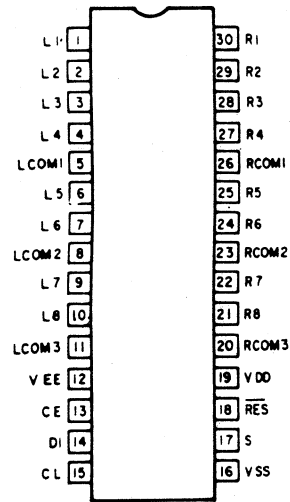 L1 1 30 R1
L2 2 29 R2
L3 3 28 R3
L4 4 27 R4
LCOM1 5 26 RCOM1
L5 6 25 R5
L6 7 24 R6
LCOM2 8 23 RCOM2
L7 9 22 R7
L8 10 21 R8
LCOM3 11 20 RCOM3
VEE 12 19 VDD
CE 13 18 RES
DI 14 17 S
CL 15 16 VSS